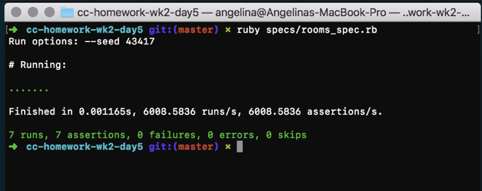 cc-homework-wk2-day5 — angelina@Angelinas-MacBook-Pro — ..work-wk2-...
[➜ cc-homework-wk2-day5 git:(master) × ruby specs/rooms_spec.rb ]
Run options: --seed 43417
# Running:
.......
Finished in 0.001165s, 6008.5836 runs/s, 6008.5836 assertions/s.
7 runs, 7 assertions, 0 failures, 0 errors, 0 skips
➜ cc-homework-wk2-day5 git:(master) ×